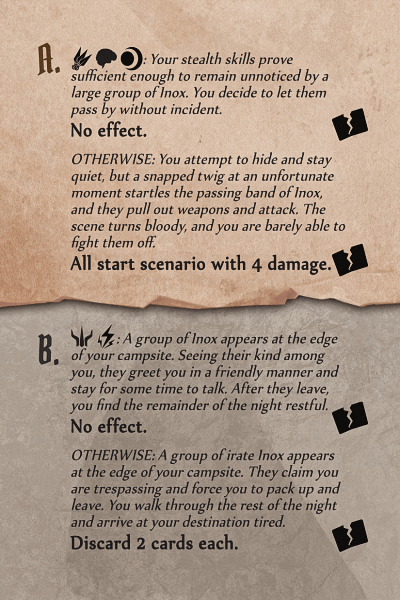 A. : Your stealth skills prove
sufficient enough to remain unnoticed by a
large group of Inox. You decide to let them
pass by without incident.
No effect.
OTHERWISE: You attempt to hide and stay
quiet, but a snapped twig at an unfortunate
moment startles the passing band of Inox,
and they pull out weapons and attack. The
scene turns bloody, and you are barely able to
fight them off.
All start scenario with 4 damage.
B. : A group of Inox appears at the edge
of your campsite. Seeing their kind among
you, they greet you in a friendly manner and
stay for some time to talk. After they leave,
you find the remainder of the night restful.
No effect.
OTHERWISE: A group of irate Inox appears
at the edge of your campsite. They claim you
are trespassing and force you to pack up and
leave. You walk through the rest of the night
and arrive at your destination tired.
Discard 2 cards each.